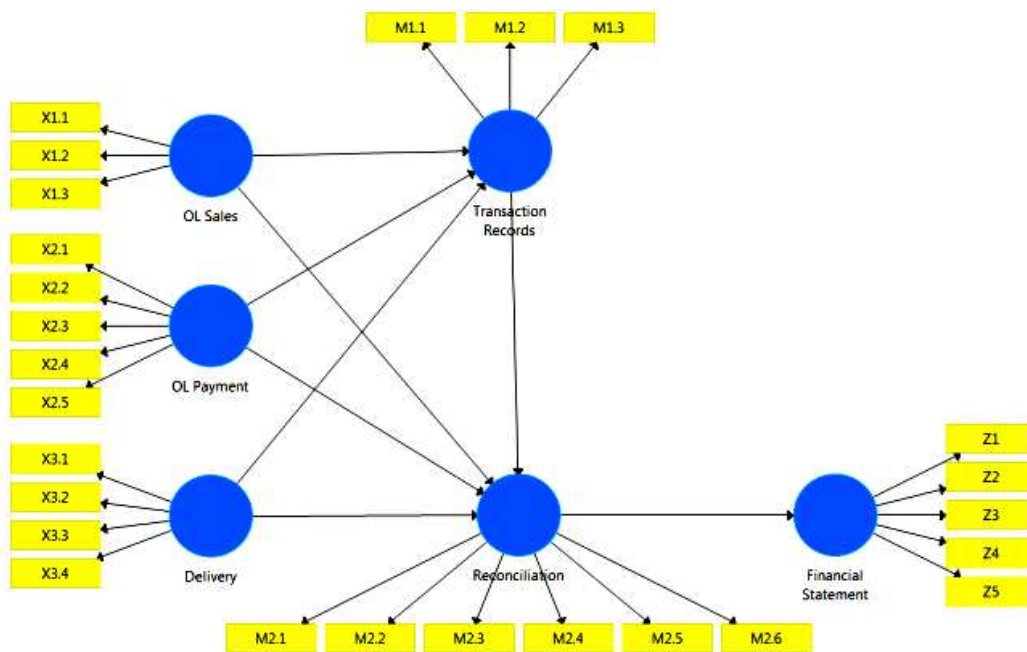 M1.1
M1.2
M1.3
X1.1
X1.2
X1.3
OL Sales
Transaction
Records
X2.1
X2.2
X2.3
X2.4
X2.5
OL Payment
X3.1
X3.2
X3.3
X3.4
Delivery
Reconciliation
Financial
Statement
Z1
Z2
Z3
Z4
Z5
M2.1
M2.2
M2.3
M2.4
M2.5
M2.6